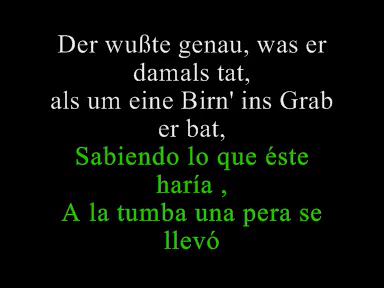 Der wußte genau, was er
damals tat,
als um eine Birn' ins Grab
er bat,
Sabiendo lo que éste
haría ,
A la tumba una pera se
llevó